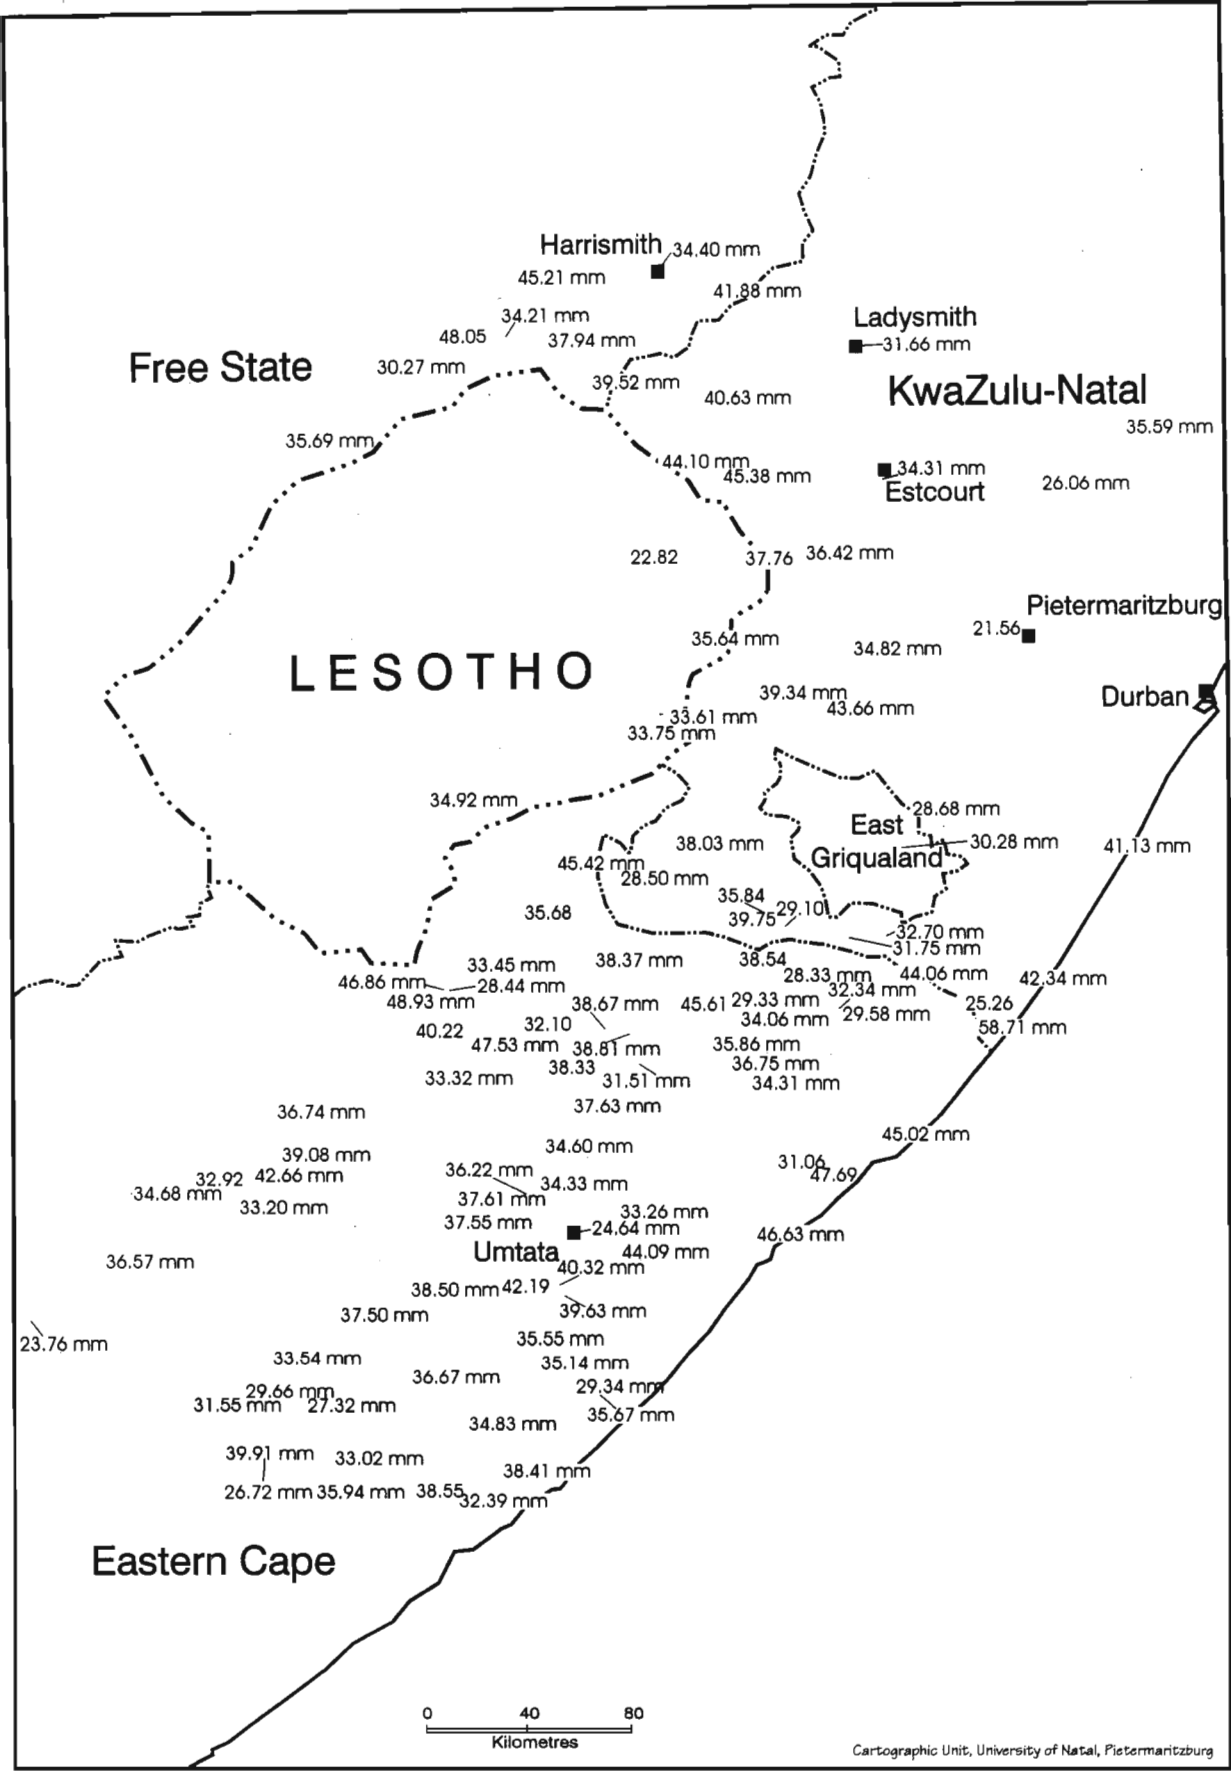 Harrismith
34.40 mm
45.21 mm
41.88 mm
34.21 mm
Ladysmith
48.05
37.94 mm
31.66 mm
Free State
30.27 mm
39.52 mm
40.63 mm
KwaZulu-Natal
35.59 mm
35.69 mm
44.10 mm
45.38 mm
34.31 mm
Estcourt
26.06 mm
22.82
37.76
36.42 mm
Pietermaritzburg
21.56
35.64 mm
34.82 mm
LESOTHO
39.34 mm
43.66 mm
Durban
33.61 mm
33.75 mm
34.92 mm
28.68 mm
East
Griqualand
38.03 mm
30.28 mm
41.13 mm
45.42 mm
28.50 mm
35.84
29.10
39.75
35.68
32.70 mm
31.75 mm
33.45 mm
38.37 mm
38.54
28.33 mm
44.06 mm
42.34 mm
46.86 mm
28.44 mm
32.34 mm
48.93 mm
38.67 mm
45.61
29.33 mm
25.26
29.58 mm
34.06 mm
58.71 mm
40.22
32.10
47.53 mm
38.81 mm
35.86 mm
38.33
36.75 mm
33.32 mm
31.51 mm
34.31 mm
36.74 mm
37.63 mm
45.02 mm
39.08 mm
34.60 mm
31.06
32.92
42.66 mm
36.22 mm
47.69
34.68 mm
34.33 mm
33.20 mm
37.61 mm
33.26 mm
37.55 mm
24.64 mm
46.63 mm
36.57 mm
Umtata
44.09 mm
40.32 mm
38.50 mm
42.19
37.50 mm
39.63 mm
23.76 mm
35.55 mm
33.54 mm
35.14 mm
36.67 mm
29.66 mm
29.34 mm
31.55 mm
27.32 mm
35.67 mm
34.83 mm
39.91 mm
33.02 mm
38.41 mm
26.72 mm
35.94 mm
38.55
32.39 mm
Eastern Cape
0 40 80
Kilometres
Cartographic Unit, University of Natal, Pietermaritzburg